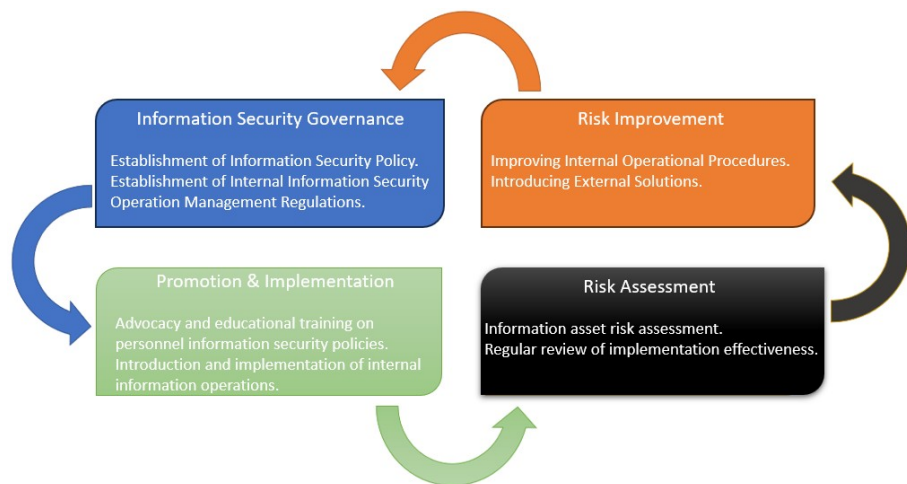 Information Security Governance
Establishment of Information Security Policy.
Establishment of Internal Information Security
Operation Management Regulations.
Risk Improvement
Improving Internal Operational Procedures.
Introducing External Solutions.
Promotion & Implementation
Advocacy and educational training on
personnel information security policies.
Introduction and implementation of internal
information operations.
Risk Assessment
Information asset risk assessment.
Regular review of implementation effectiveness.